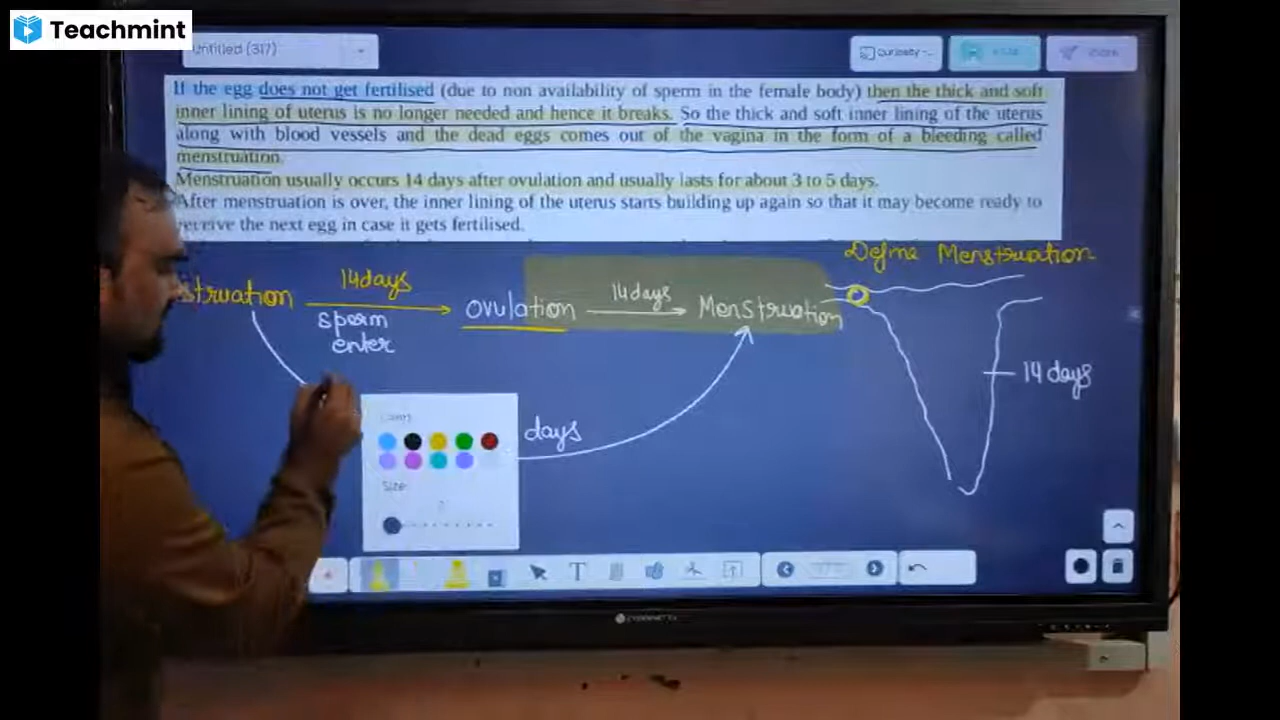 Teachmint
Untitled (317)
If the egg does not get fertilised (due to non availability of sperm in the female body) then the thick and soft
inner lining of uterus is no longer needed and hence it breaks. So the thick and soft inner lining of the uterus
along with blood vessels and the dead eggs comes out of the vagina in the form of a bleeding called
menstruation.
Menstruation usually occurs 14 days after ovulation and usually lasts for about 3 to 5 days.
After menstruation is over, the inner lining of the uterus starts building up again so that it may become ready to
receive the next egg in case it gets fertilised.
Define Menstruation
struation 14 days Ovulation 14 days Menstruation
sperm
enter
14 days
days
Size
T